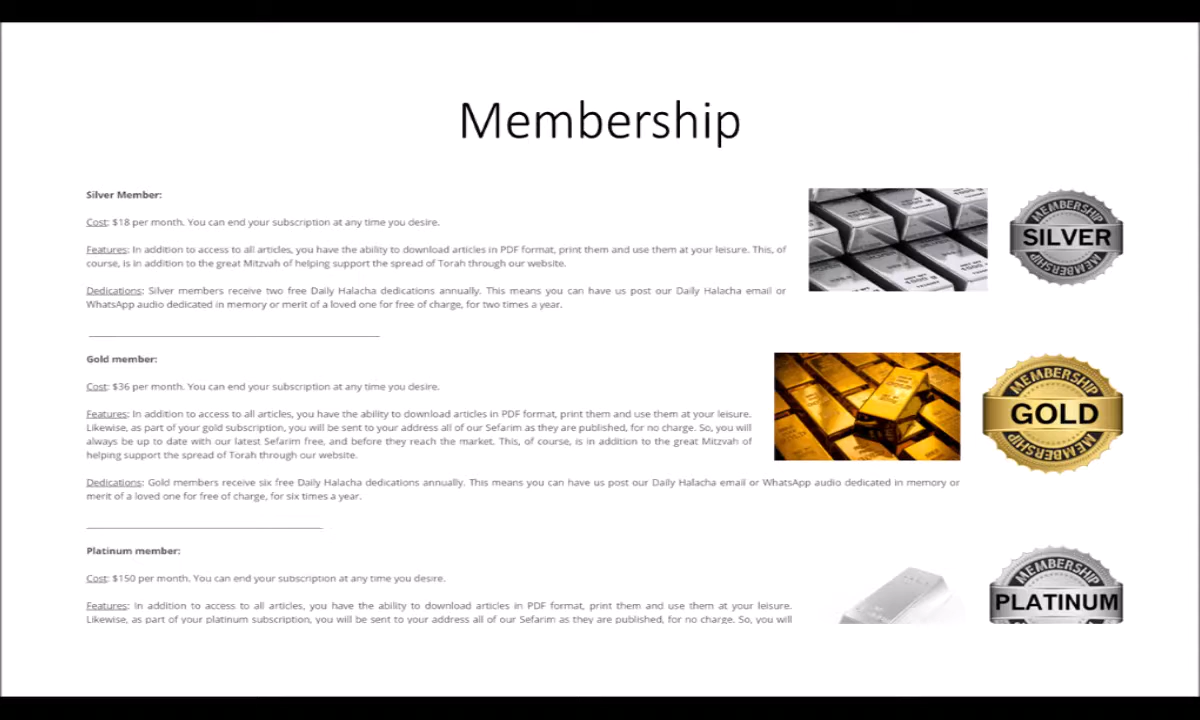 Membership
Silver Member:
Cost: $18 per month. You can end your subscription at any time you desire.
Features: In addition to access to all articles, you have the ability to download articles in PDF format, print them and use them at your leisure. This, of
course, is in addition to the great Mitzvah of helping support the spread of Torah through our website.
Dedications: Silver members receive two free Daily Halacha dedications annually. This means you can have us post our Daily Halacha email or
WhatsApp audio dedicated in memory or merit of a loved one for free of charge, for two times a year.
MEMBERSHIP
SILVER
MEMBERSHIP
Gold member:
Cost: $36 per month. You can end your subscription at any time you desire.
Features: In addition to access to all articles, you have the ability to download articles in PDF format, print them and use them at your leisure.
Likewise, as part of your gold subscription, you will be sent to your address all of our Sefarim as they are published, for no charge. So, you will
always be up to date with our latest Sefarim free, and before they reach the market. This, of course, is in addition to the great Mitzvah of
helping support the spread of Torah through our website.
Dedications: Gold members receive six free Daily Halacha dedications annually. This means you can have us post our Daily Halacha email or WhatsApp audio dedicated in memory or
merit of a loved one for free of charge, for six times a year.
MEMBERSHIP
GOLD
MEMBERSHIP
Platinum member:
Cost: $150 per month. You can end your subscription at any time you desire.
Features: In addition to access to all articles, you have the ability to download articles in PDF format, print them and use them at your leisure.
Likewise, as part of your platinum subscription, you will be sent to your address all of our Sefarim as they are published, for no charge. So, you will
MEMBERSHIP
PLATINUM